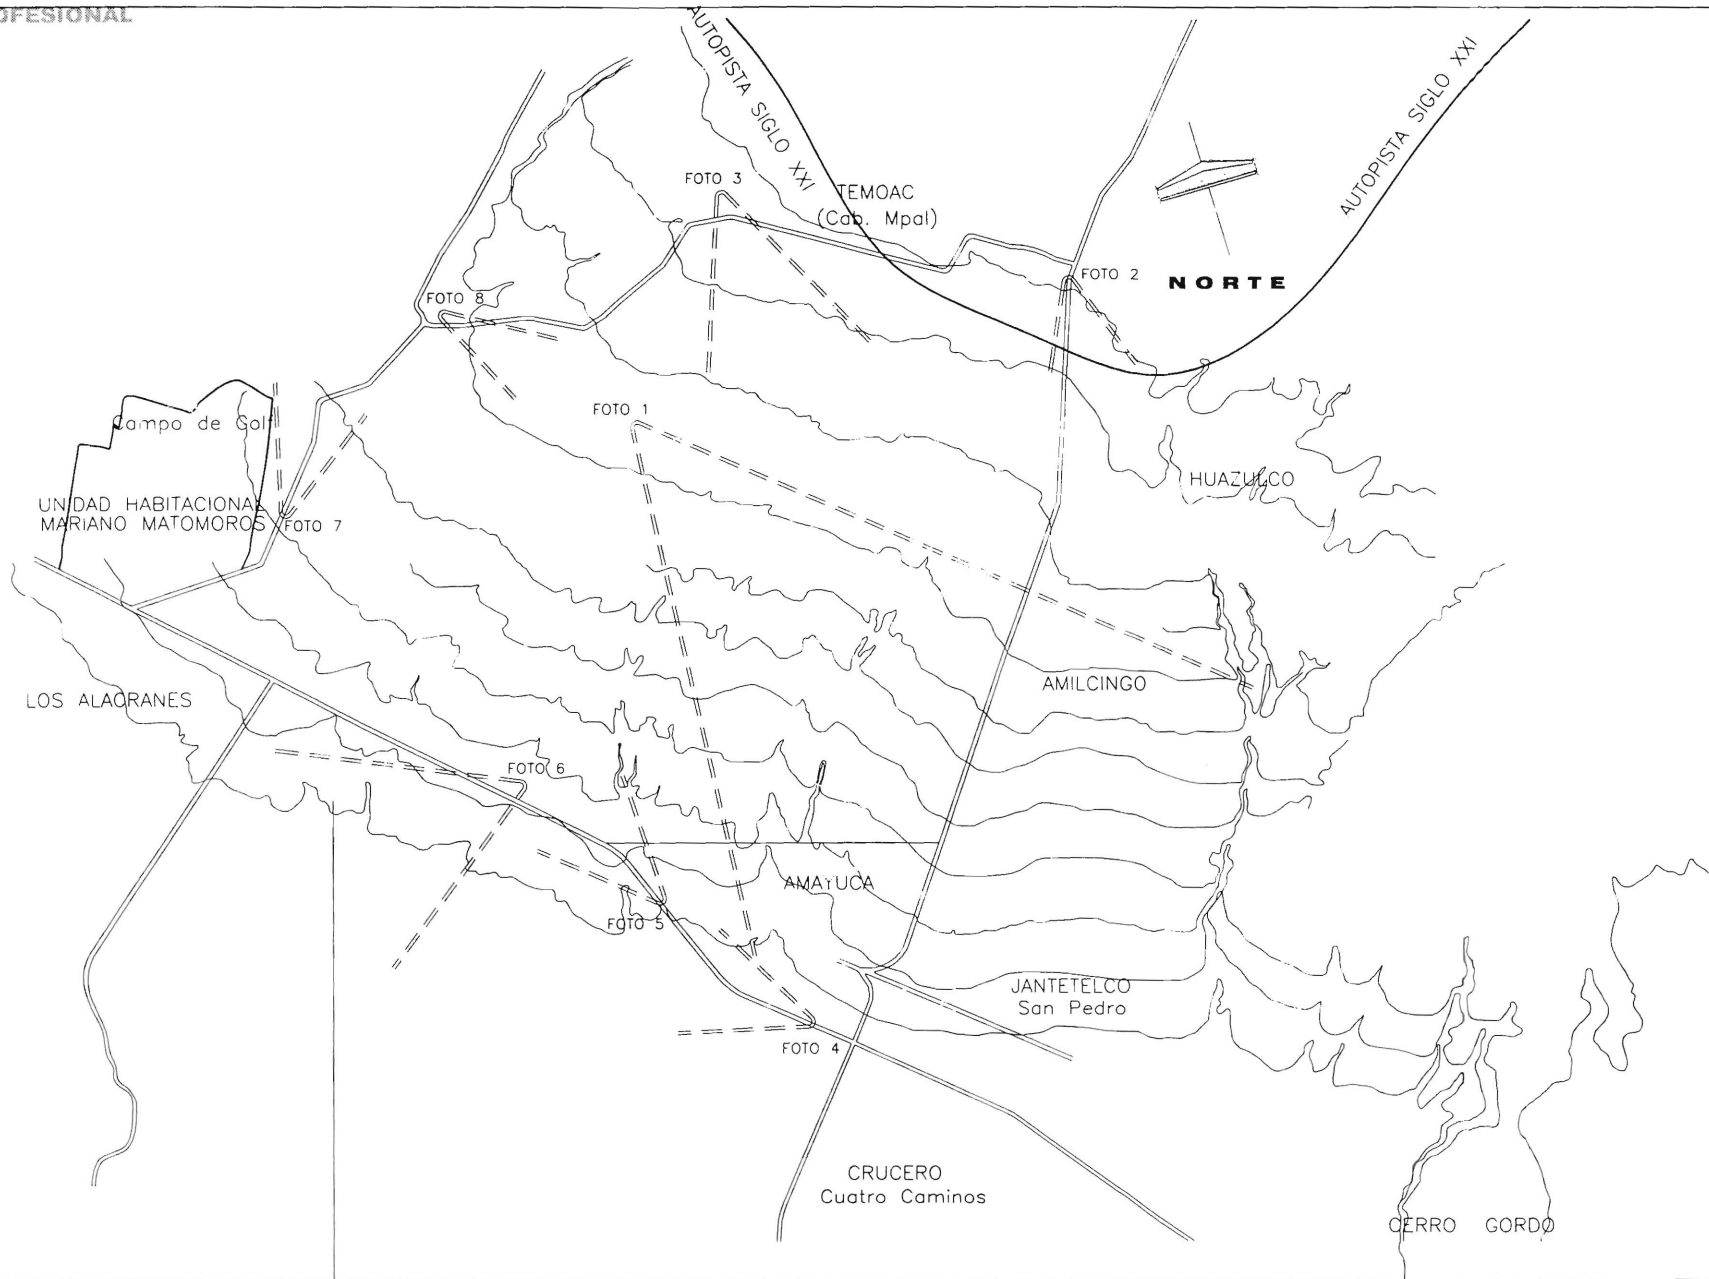 OFESIONAL
AUTOPISTA SIGLO XXI
AUTOPISTA SIGLO XXI
FOTO 3
TEMOAC
(Cab. Mpal)
FOTO 2
NORTE
FOTO 8
FOTO 1
Campo de Gol
HUAZULCO
UNIDAD HABITACIONAL
MARIANO MATOMOROS
FOTO 7
AMILCINGO
LOS ALACRANES
FOTO 6
AMAYUCA
FOTO 5
JANTETELCO
San Pedro
FOTO 4
CRUCERO
Cuatro Caminos
CERRO GORDO